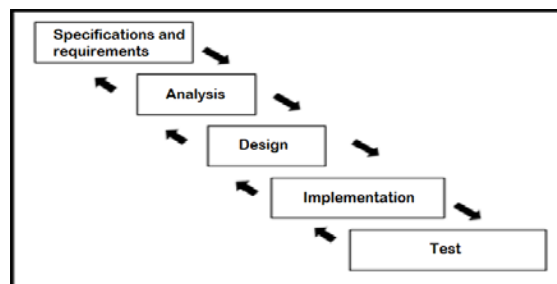 Specifications and
requirements
Analysis
Design
Implementation
Test